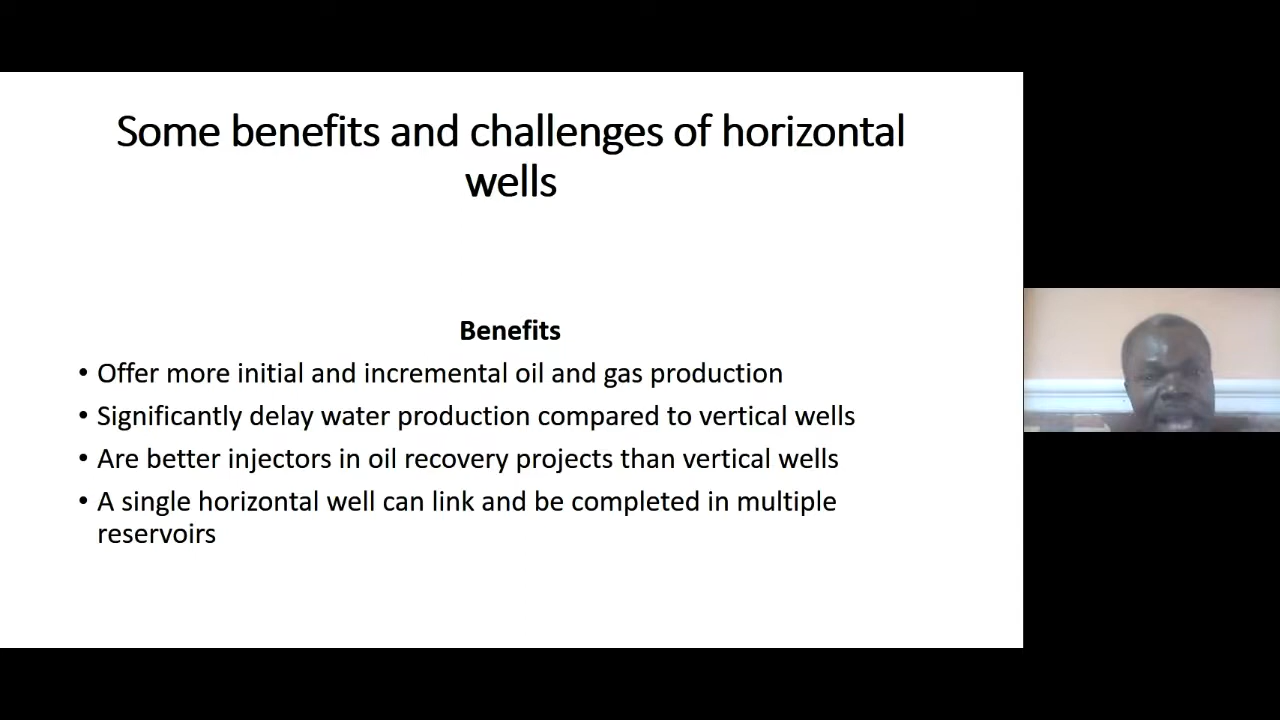 Some benefits and challenges of horizontal
wells
Benefits
• Offer more initial and incremental oil and gas production
• Significantly delay water production compared to vertical wells
• Are better injectors in oil recovery projects than vertical wells
• A single horizontal well can link and be completed in multiple
reservoirs